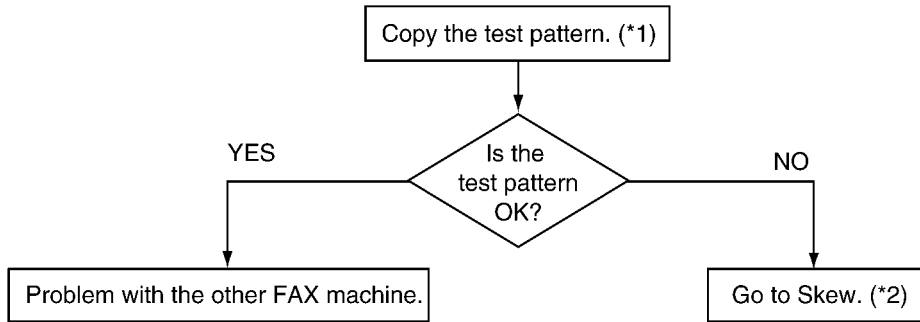 Copy the test pattern. (*1)
YES
Is the
test pattern
OK?
NO
Problem with the other FAX machine.
Go to Skew. (*2)